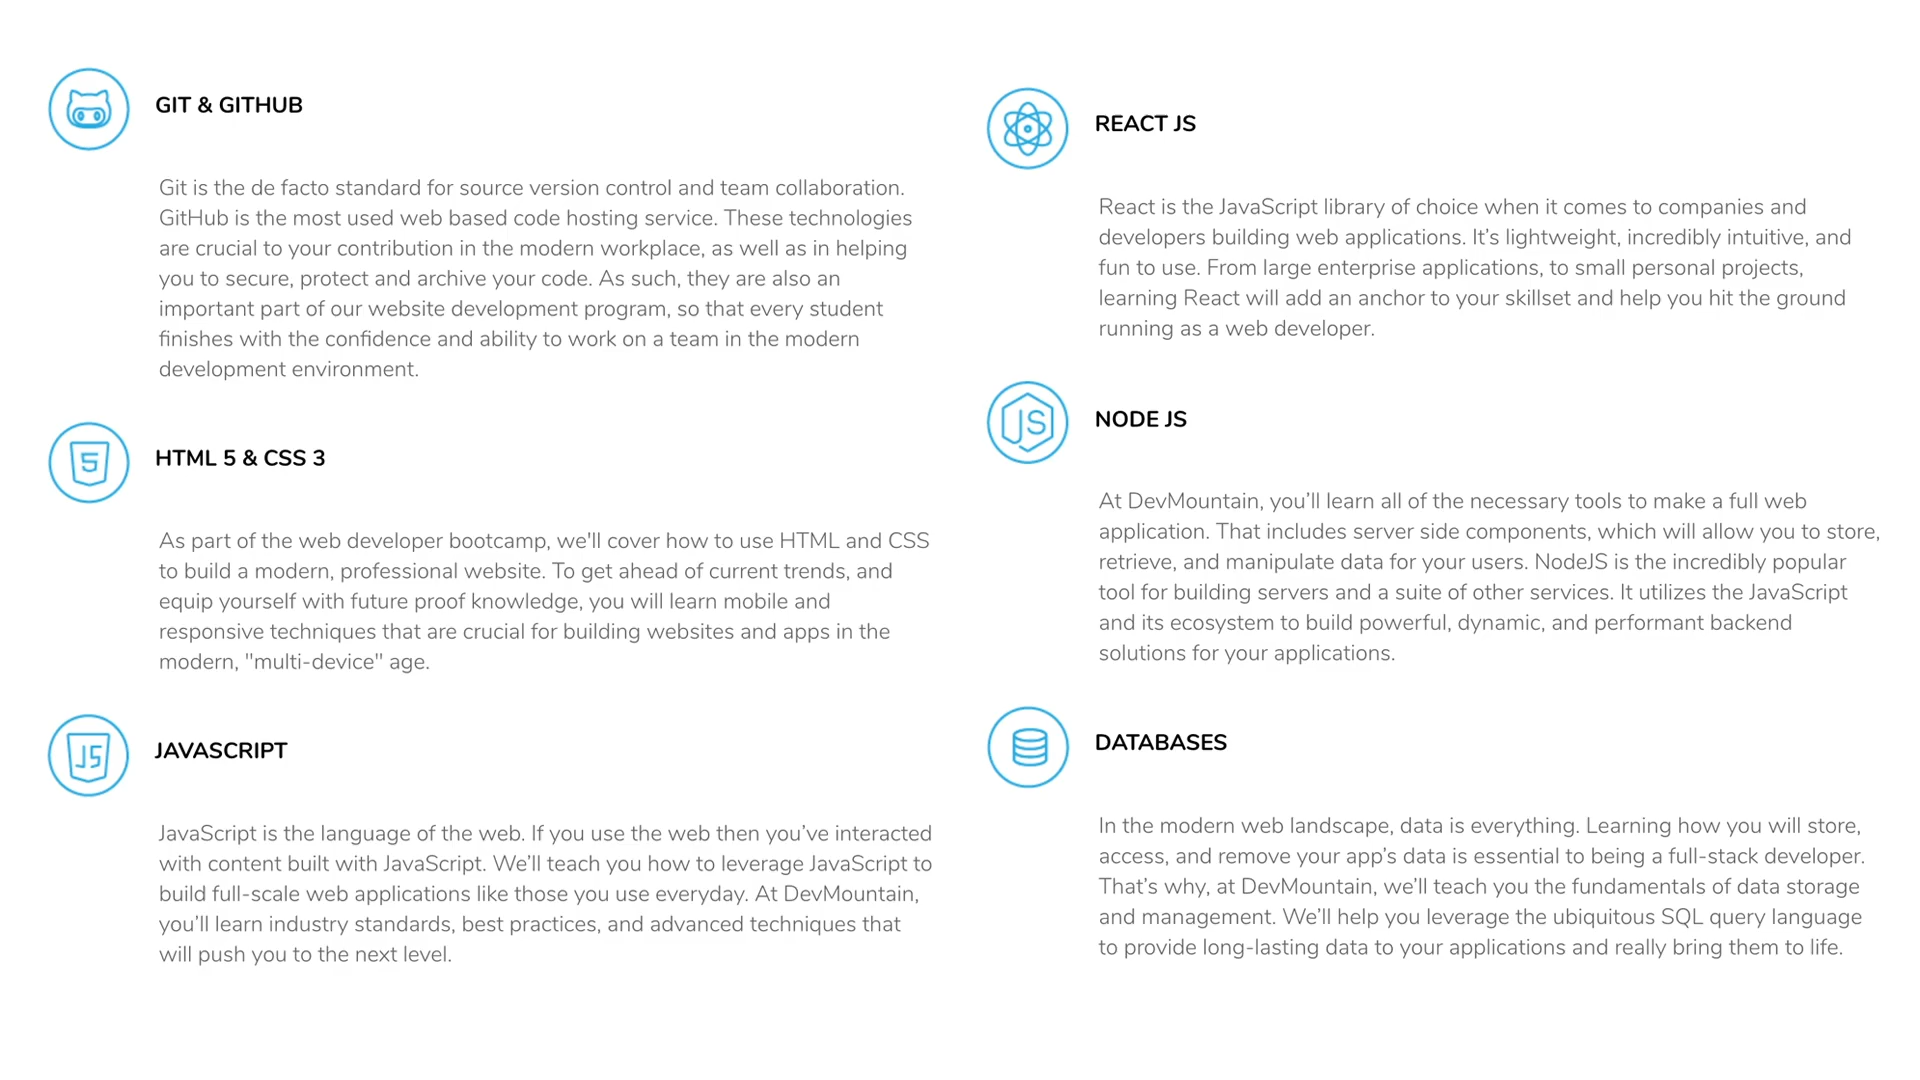 GIT & GITHUB
Git is the de facto standard for source version control and team collaboration.
GitHub is the most used web based code hosting service. These technologies
are crucial to your contribution in the modern workplace, as well as in helping
you to secure, protect and archive your code. As such, they are also an
important part of our website development program, so that every student
finishes with the confidence and ability to work on a team in the modern
development environment.
5
HTML 5 & CSS 3
As part of the web developer bootcamp, we'll cover how to use HTML and CSS
to build a modern, professional website. To get ahead of current trends, and
equip yourself with future proof knowledge, you will learn mobile and
responsive techniques that are crucial for building websites and apps in the
modern, "multi-device" age.
JS
JAVASCRIPT
JavaScript is the language of the web. If you use the web then you’ve interacted
with content built with JavaScript. We’ll teach you how to leverage JavaScript to
build full-scale web applications like those you use everyday. At DevMountain,
you’ll learn industry standards, best practices, and advanced techniques that
will push you to the next level.
REACT JS
React is the JavaScript library of choice when it comes to companies and
developers building web applications. It’s lightweight, incredibly intuitive, and
fun to use. From large enterprise applications, to small personal projects,
learning React will add an anchor to your skillset and help you hit the ground
running as a web developer.
JS
NODE JS
At DevMountain, you’ll learn all of the necessary tools to make a full web
application. That includes server side components, which will allow you to store,
retrieve, and manipulate data for your users. NodeJS is the incredibly popular
tool for building servers and a suite of other services. It utilizes the JavaScript
and its ecosystem to build powerful, dynamic, and performant backend
solutions for your applications.
DATABASES
In the modern web landscape, data is everything. Learning how you will store,
access, and remove your app’s data is essential to being a full-stack developer.
That’s why, at DevMountain, we’ll teach you the fundamentals of data storage
and management. We’ll help you leverage the ubiquitous SQL query language
to provide long-lasting data to your applications and really bring them to life.